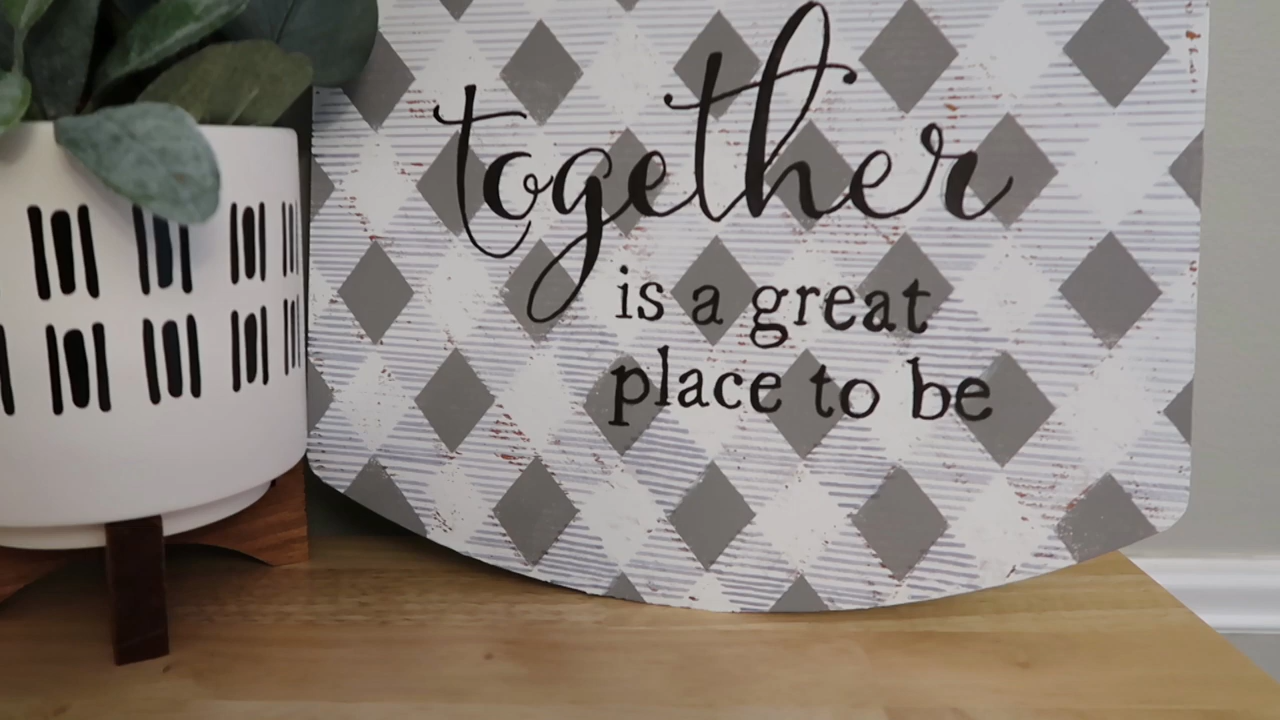 together
is a great
place to be